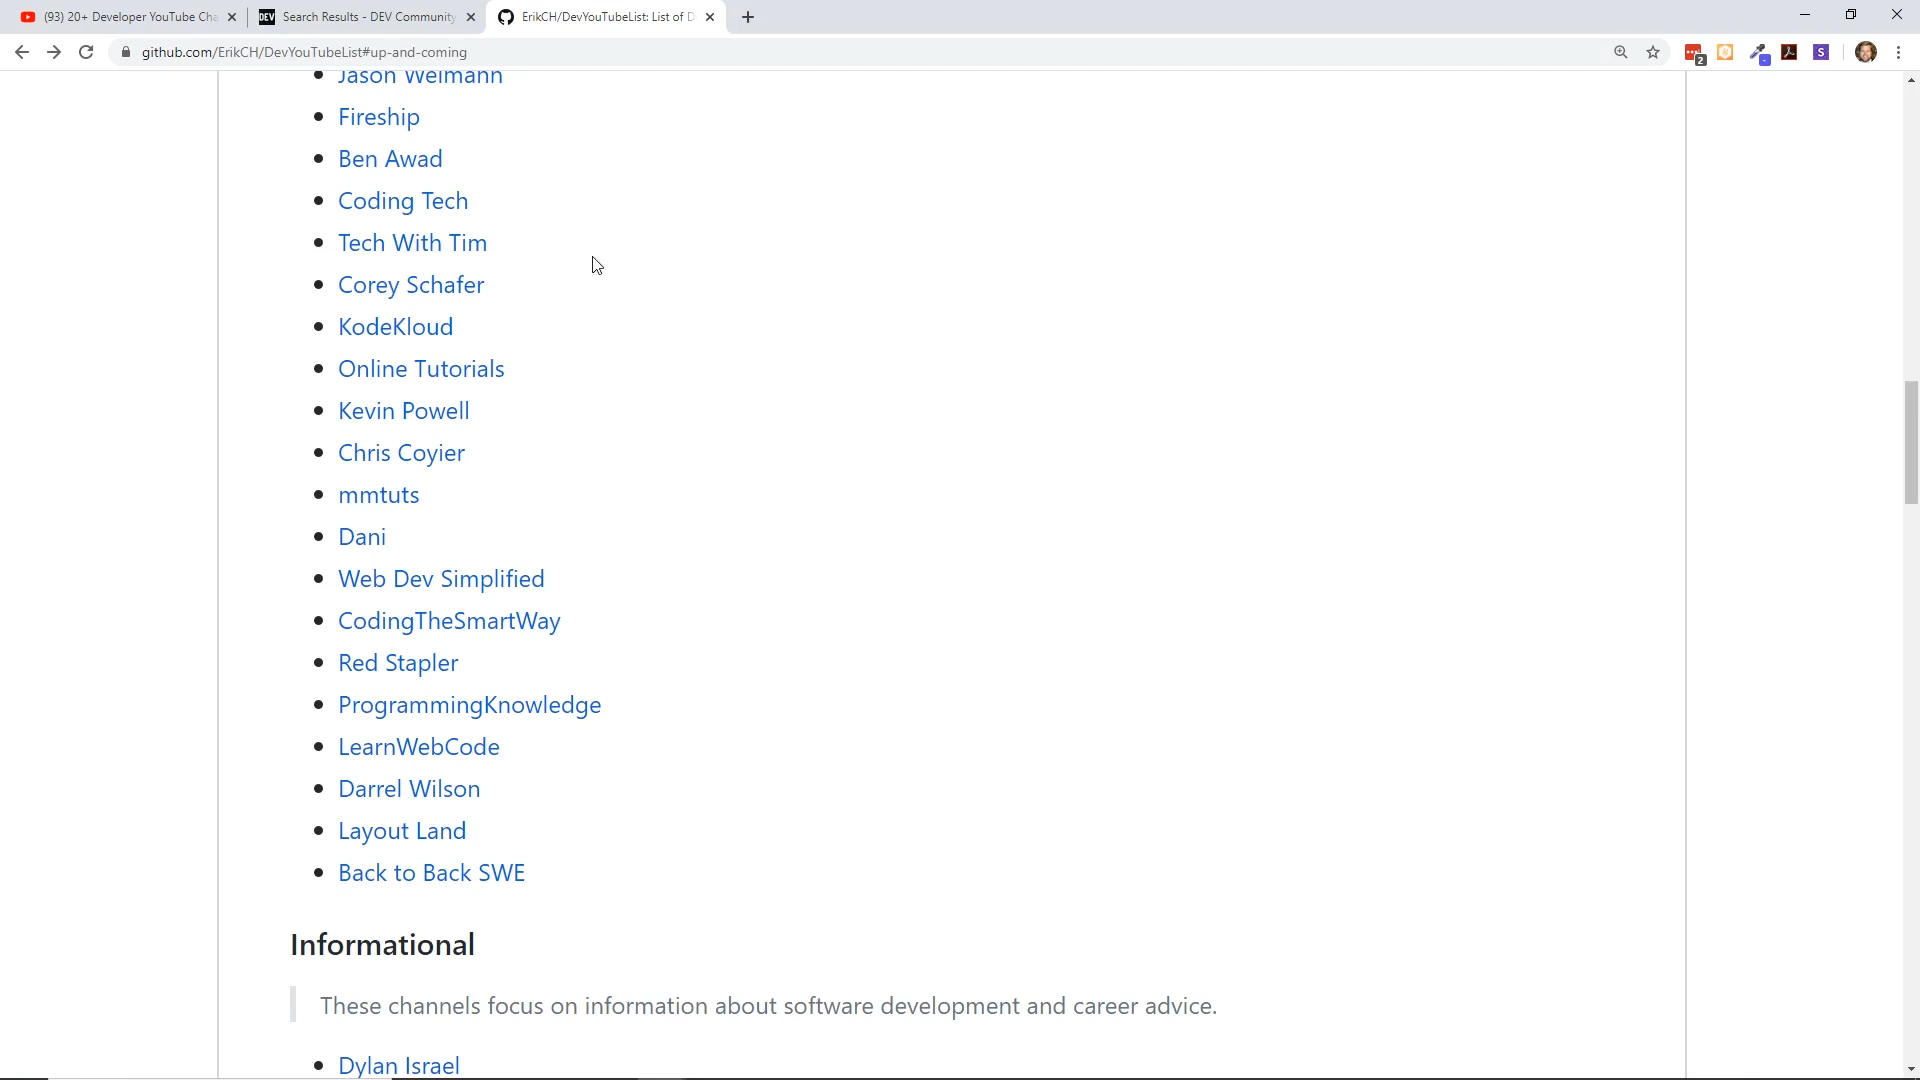 (93) 20+ Developer YouTube Cha
DEV
Search Results - DEV Community
ErikCH/DevYouTubeList: List of D
github.com/ErikCH/DevYouTubeList#up-and-coming
2
S
Jason Weimann
Fireship
Ben Awad
Coding Tech
Tech With Tim
Corey Schafer
KodeKloud
Online Tutorials
Kevin Powell
Chris Coyier
mmtuts
Dani
Web Dev Simplified
CodingTheSmartWay
Red Stapler
ProgrammingKnowledge
LearnWebCode
Darrel Wilson
Layout Land
Back to Back SWE
Informational
These channels focus on information about software development and career advice.
Dylan Israel